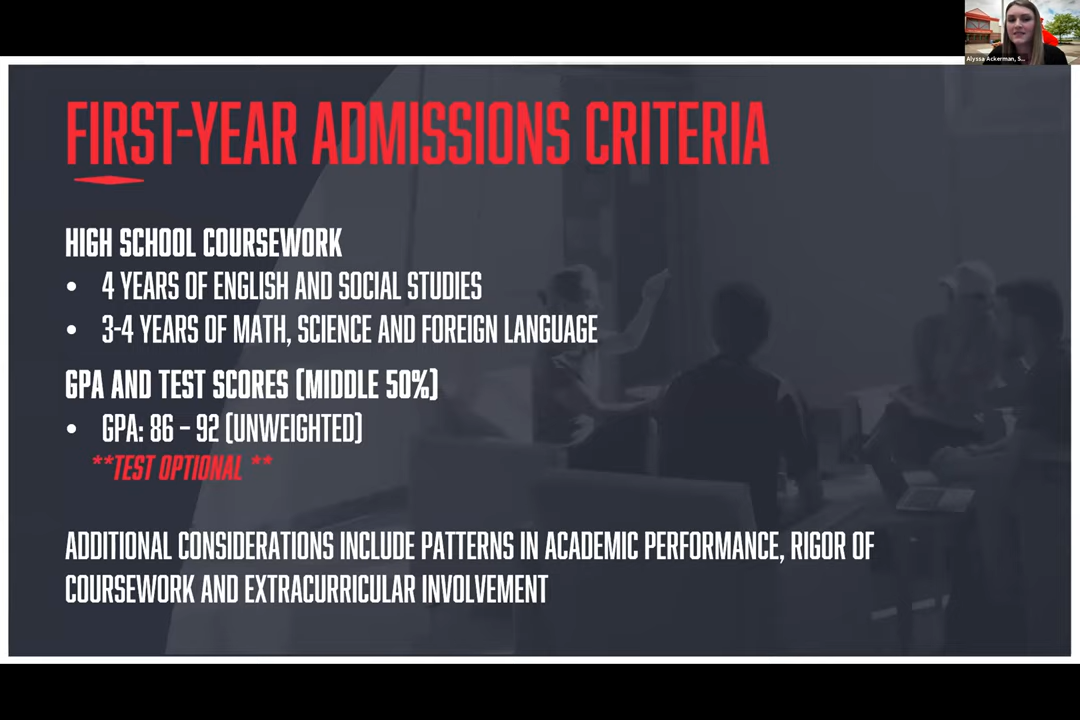 Alyssa Ackerman, S...
FIRST-YEAR ADMISSIONS CRITERIA
HIGH SCHOOL COURSEWORK
• 4 YEARS OF ENGLISH AND SOCIAL STUDIES
• 3-4 YEARS OF MATH, SCIENCE AND FOREIGN LANGUAGE
GPA AND TEST SCORES (MIDDLE 50%)
• GPA: 86 – 92 (UNWEIGHTED)
**TEST OPTIONAL **
ADDITIONAL CONSIDERATIONS INCLUDE PATTERNS IN ACADEMIC PERFORMANCE, RIGOR OF
COURSEWORK AND EXTRACURRICULAR INVOLVEMENT